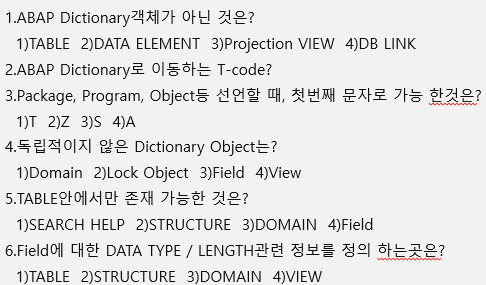 1.ABAP Dictionary객체가 아닌 것은?
1)TABLE 2)DATA ELEMENT 3)Projection VIEW 4)DB LINK
2.ABAP Dictionary로 이동하는 T-code?
3.Package, Program, Object등 선언할 때, 첫번째 문자로 가능 한것은?
1)T 2)Z 3)S 4)A
4.독립적이지 않은 Dictionary Object는?
1)Domain 2)Lock Object 3)Field 4)View
5.TABLE안에서만 존재 가능한 것은?
1)SEARCH HELP 2)STRUCTURE 3)DOMAIN 4)Field
6.Field에 대한 DATA TYPE / LENGTH관련 정보를 정의 하는곳은?
1)TABLE 2)STRUCTURE 3)DOMAIN 4)VIEW